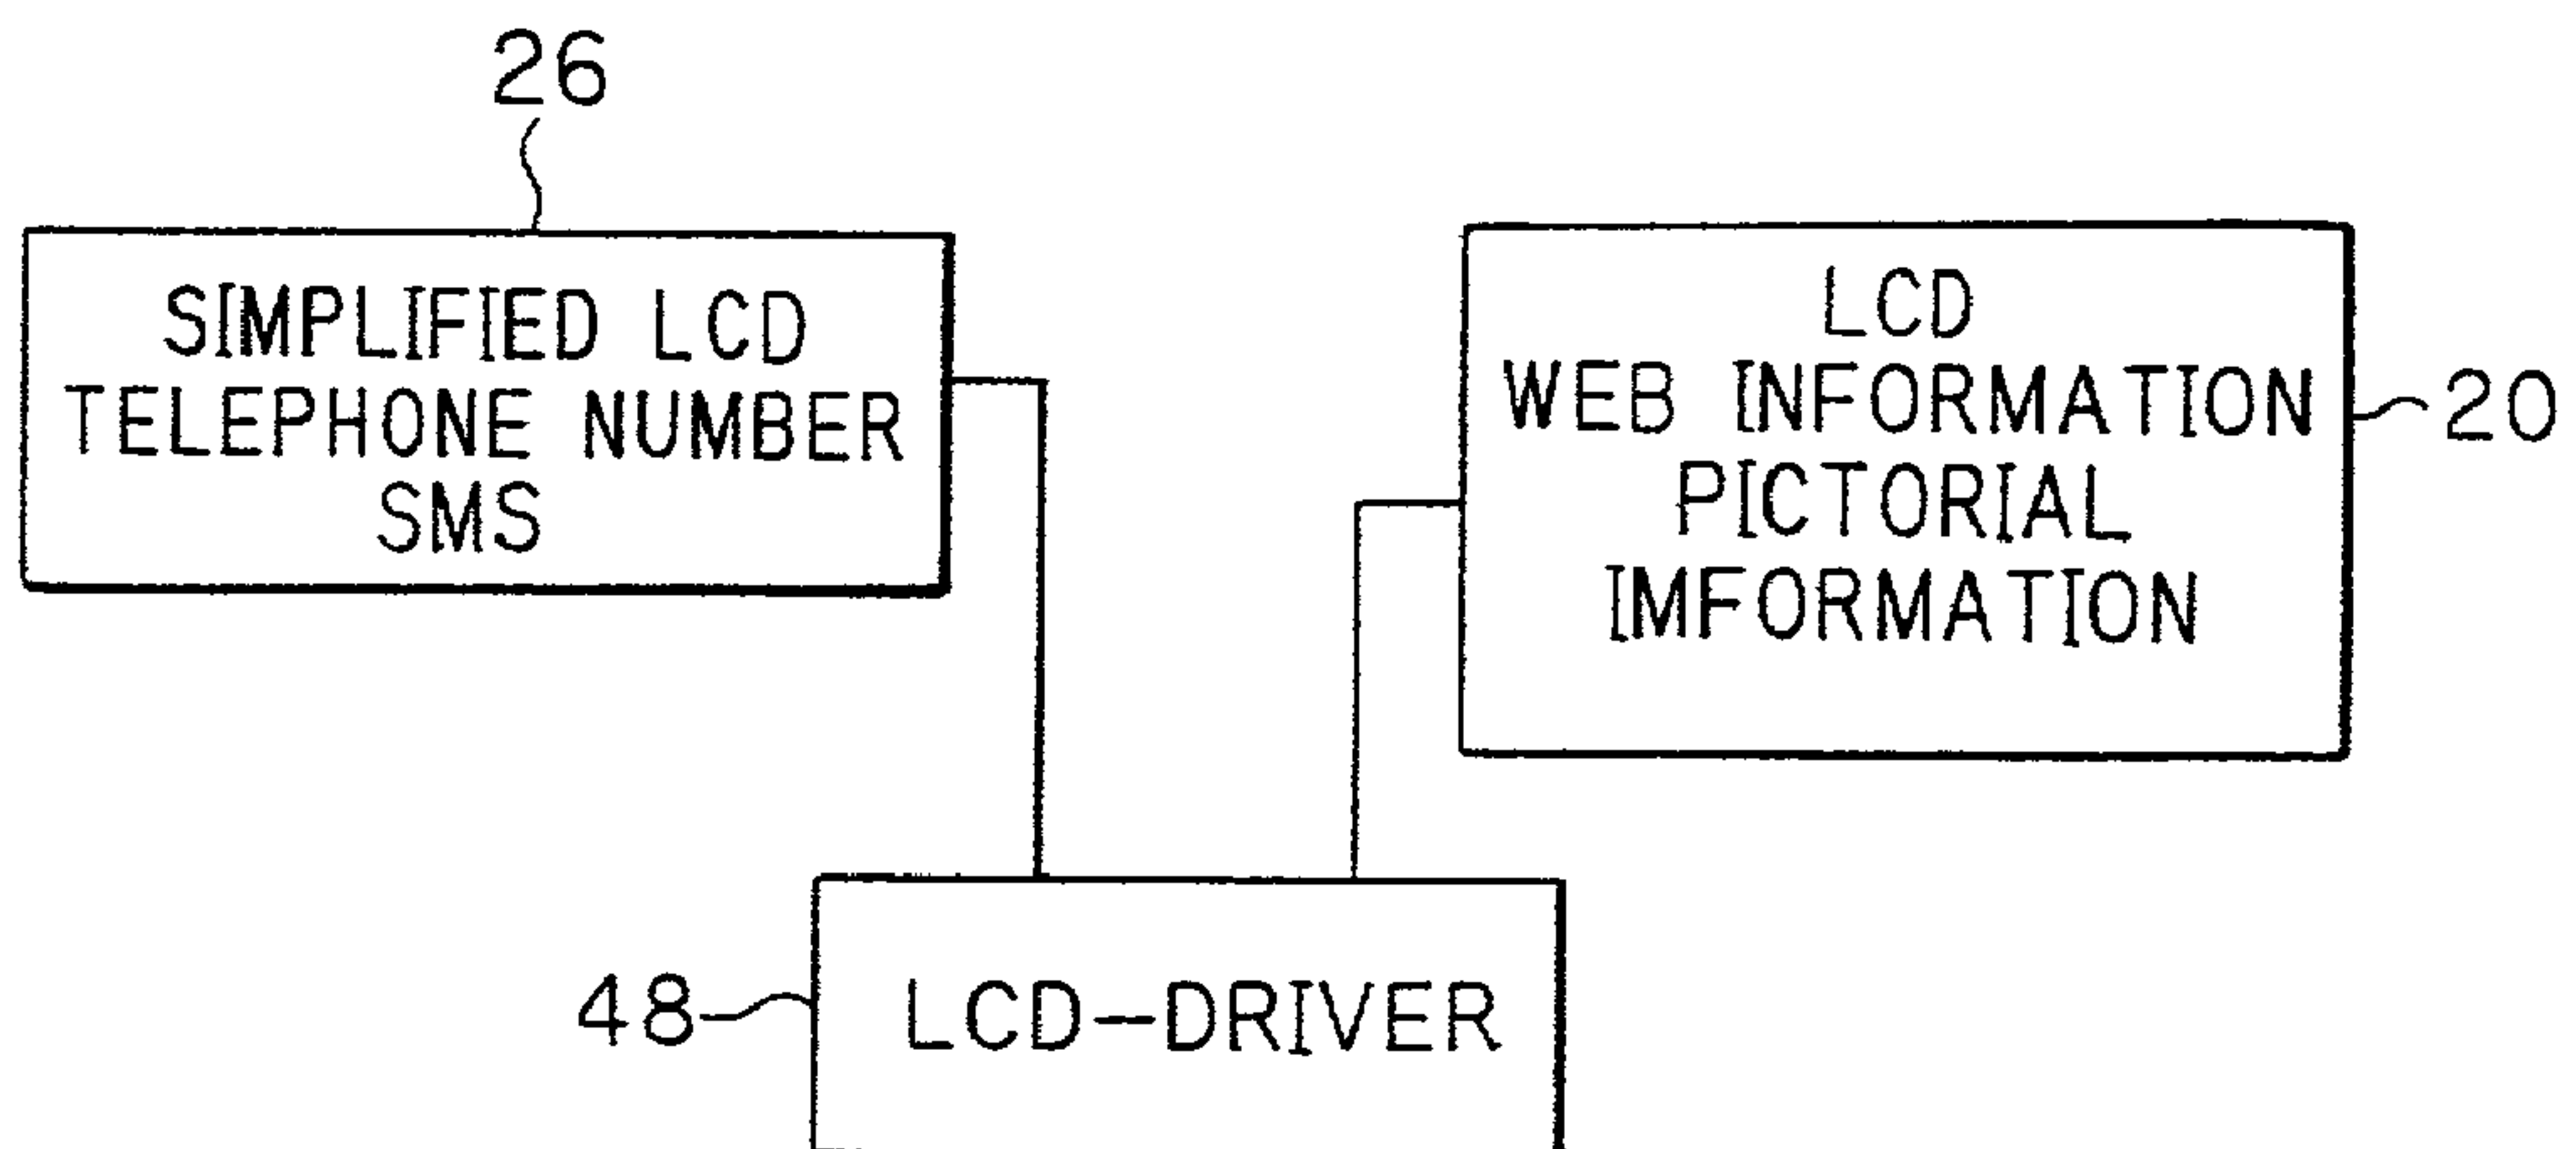 26
SIMPLIFIED LCD
TELEPHONE NUMBER
SMS
LCD
WEB INFORMATION
PICTORIAL
IMFORMATION
20
48
LCD-DRIVER